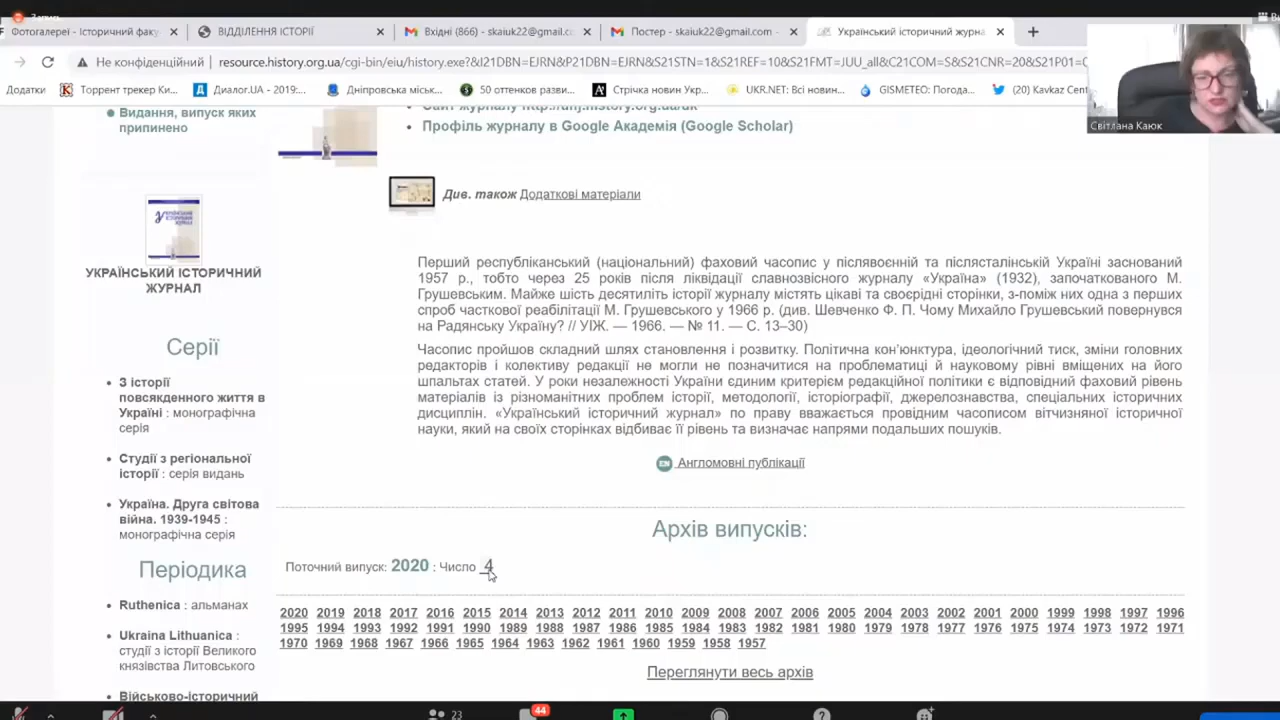 Запись
Фотогалереї - Історичний факу
ВІДДІЛЕННЯ ІСТОРІЇ
Вхідні (866) - skaiuk22@gmail.cc
Постер - skaiuk22@gmail.com -
Український історичний журна
Не конфіденційний
resource.history.org.ua/cgi-bin/eiu/history.exe?&I21DBN=EJRN&P21DBN=EJRN&S21STN=1&S21REF=10&S21FMT=JUU_all&C21COM=S&S21CNR=20&S21P01=
Додатки
Торрент трекер Ки...
Диалог.UA - 2019:...
Дніпровська міськ...
50 оттенков разви...
Стрічка новин Укр...
UKR.NET: Всі новин...
GISMETEO: Погода...
(20) Kavkaz Cent
Світлана Каюк
Видання, випуск яких
припинено
Сайт журналу http://uhj.history.org.ua/uk
Профіль журналу в Google Академія (Google Scholar)
Див. також Додаткові матеріали
УКРАЇНСЬКИЙ ІСТОРИЧНИЙ
ЖУРНАЛ
Перший республіканський (національний) фаховий часопис у післявоєнній та післясталінській Україні заснований
1957 р., тобто через 25 років після ліквідації славнозвісного журналу «Україна» (1932), започаткованого М.
Грушевським. Майже шість десятиліть історії журналу містять цікаві та своєрідні сторінки, з-поміж них одна з перших
спроб часткової реабілітації М. Грушевського у 1966 р. (див. Шевченко Ф. П. Чому Михайло Грушевський повернувся
на Радянську Україну? // УІЖ. — 1966. — № 11. — С. 13–30)
Часопис пройшов складний шлях становлення і розвитку. Політична кон’юнктура, ідеологічний тиск, зміни головних
редакторів і колективу редакції не могли не позначитися на проблематиці й науковому рівні вміщених на його
шпальтах статей. У роки незалежності України єдиним критерієм редакційної політики є відповідний фаховий рівень
матеріалів із різноманітних проблем історії, методології, історіографії, джерелознавства, спеціальних історичних
дисциплін. «Український історичний журнал» по праву вважається провідним часописом вітчизняної історичної
науки, який на своїх сторінках відбиває її рівень та визначає напрями подальших пошуків.
EN Англомовні публікації
Серії
З історії
повсякденного життя в
Україні : монографічна
серія
Студії з регіональної
історії : серія видань
Україна. Друга світова
війна. 1939-1945 :
монографічна серія
Періодика
Ruthenica : альманах
Ukraina Lithuanica :
студії з історії Великого
князівства Литовського
Військово-історичний
Архів випусків:
Поточний випуск: 2020 : Число 4
2020 2019 2018 2017 2016 2015 2014 2013 2012 2011 2010 2009 2008 2007 2006 2005 2004 2003 2002 2001 2000 1999 1998 1997 1996
1995 1994 1993 1992 1991 1990 1989 1988 1987 1986 1985 1984 1983 1982 1981 1980 1979 1978 1977 1976 1975 1974 1973 1972 1971
1970 1969 1968 1967 1966 1965 1964 1963 1962 1961 1960 1959 1958 1957
Переглянути весь архів
23
44